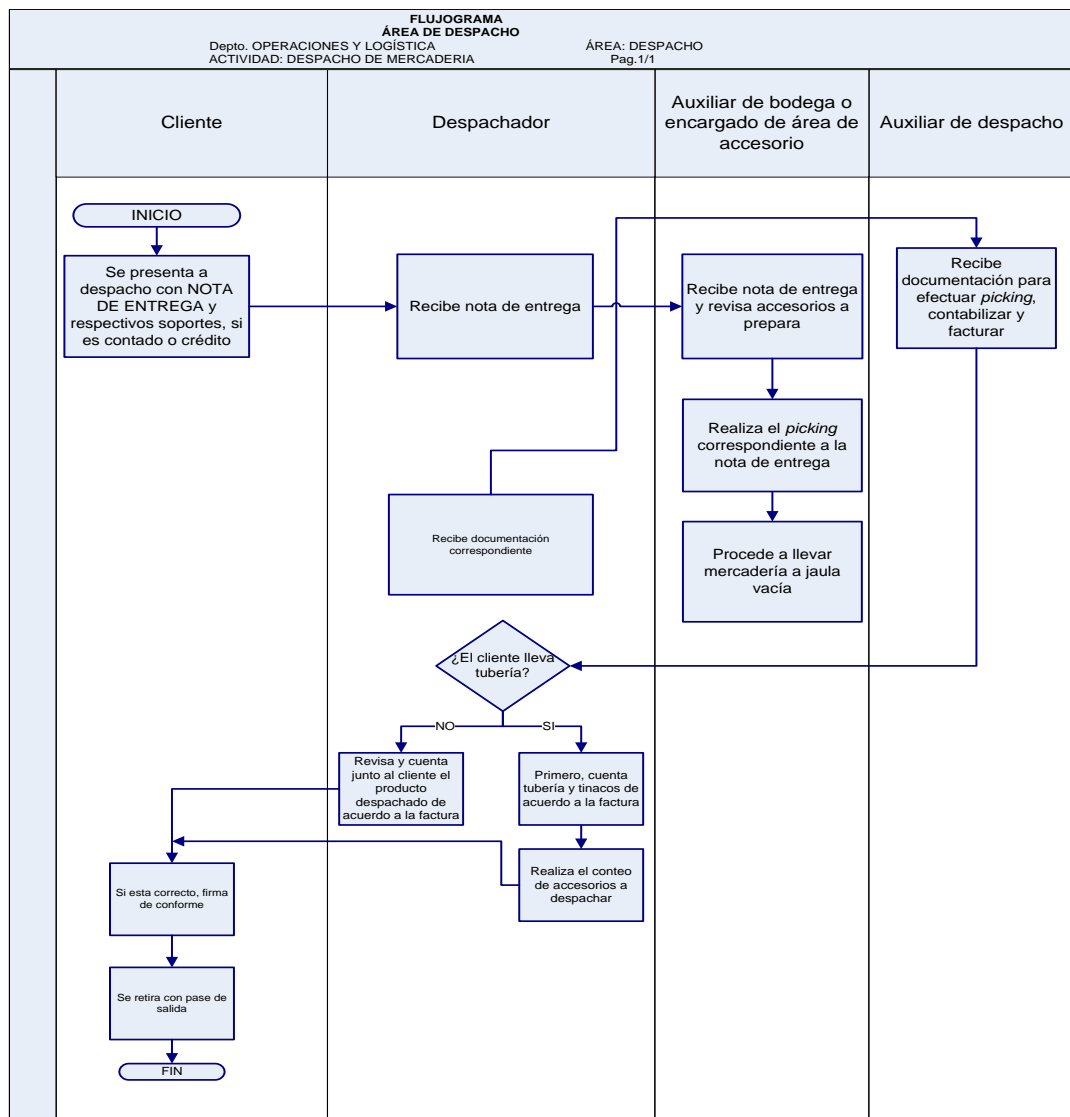 FLUJOGRAMA
ÁREA DE DESPACHO
Depto. OPERACIONES Y LOGÍSTICA ÁREA: DESPACHO
ACTIVIDAD: DESPACHO DE MERCADERIA Pag.1/1
Cliente
Despachador
Auxiliar de bodega o
encargado de área de
accesorio
Auxiliar de despacho
INICIO
Se presenta a
despacho con NOTA
DE ENTREGA y
respectivos soportes, si
es contado o crédito
Recibe nota de entrega
Recibe nota de entrega
y revisa accesorios a
prepara
Recibe
documentación para
efectuar picking,
contabilizar y
facturar
Realiza el picking
correspondiente a la
nota de entrega
Recibe documentación
correspondiente
Procede a llevar
mercadería a jaula
vacía
¿El cliente lleva
tubería?
NO
SI
Revisa y cuenta
junto al cliente el
producto
despachado de
acuerdo a la factura
Primero, cuenta
tubería y tinacos de
acuerdo a la factura
Realiza el conteo
de accesorios a
despachar
Si esta correcto, firma
de conforme
Se retira con pase de
salida
FIN